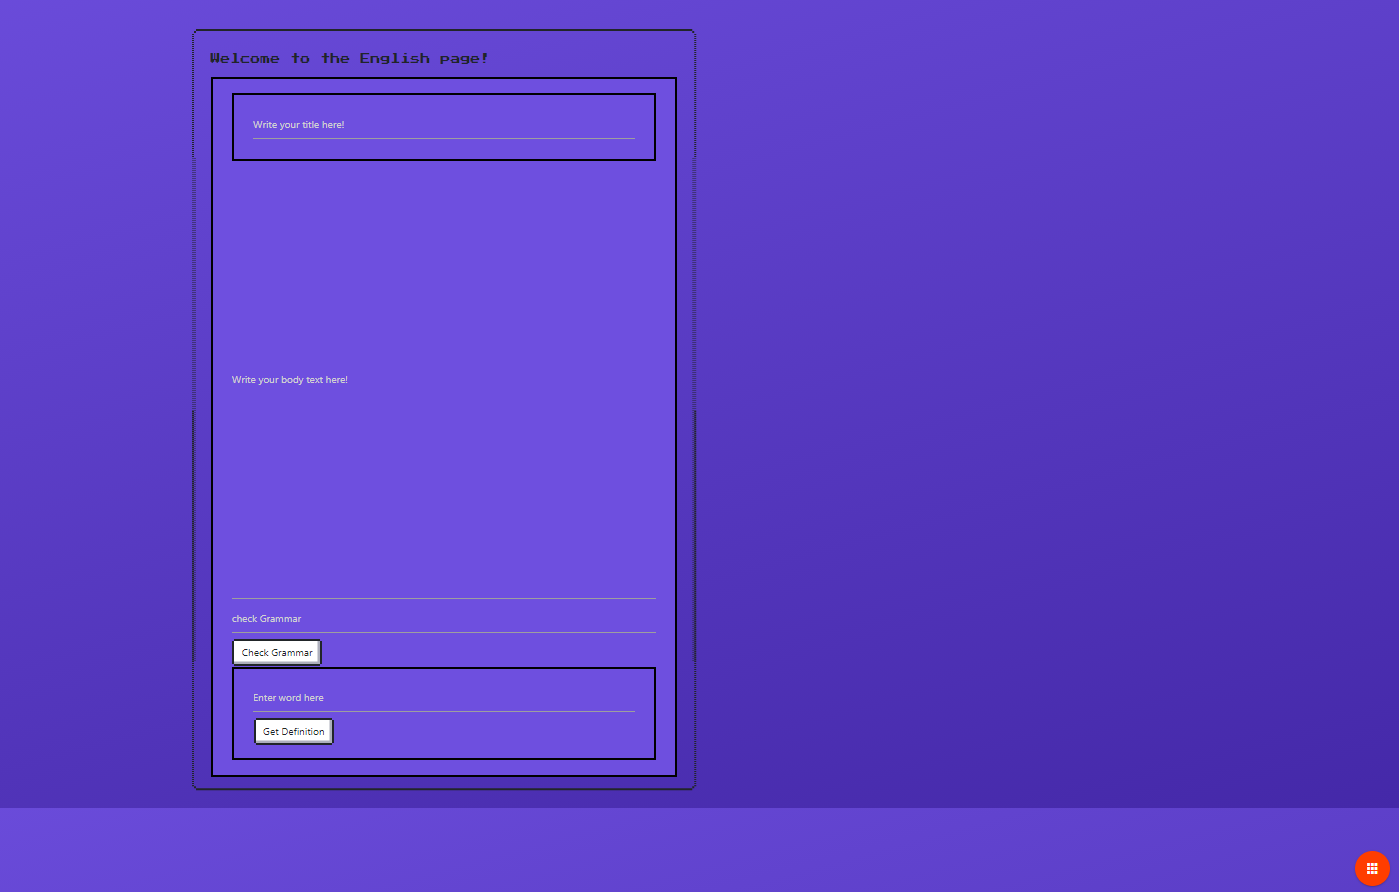 Welcome to the English page!
Write your title here!
Write your body text here!
check Grammar
Check Grammar
Enter word here
Get Definition